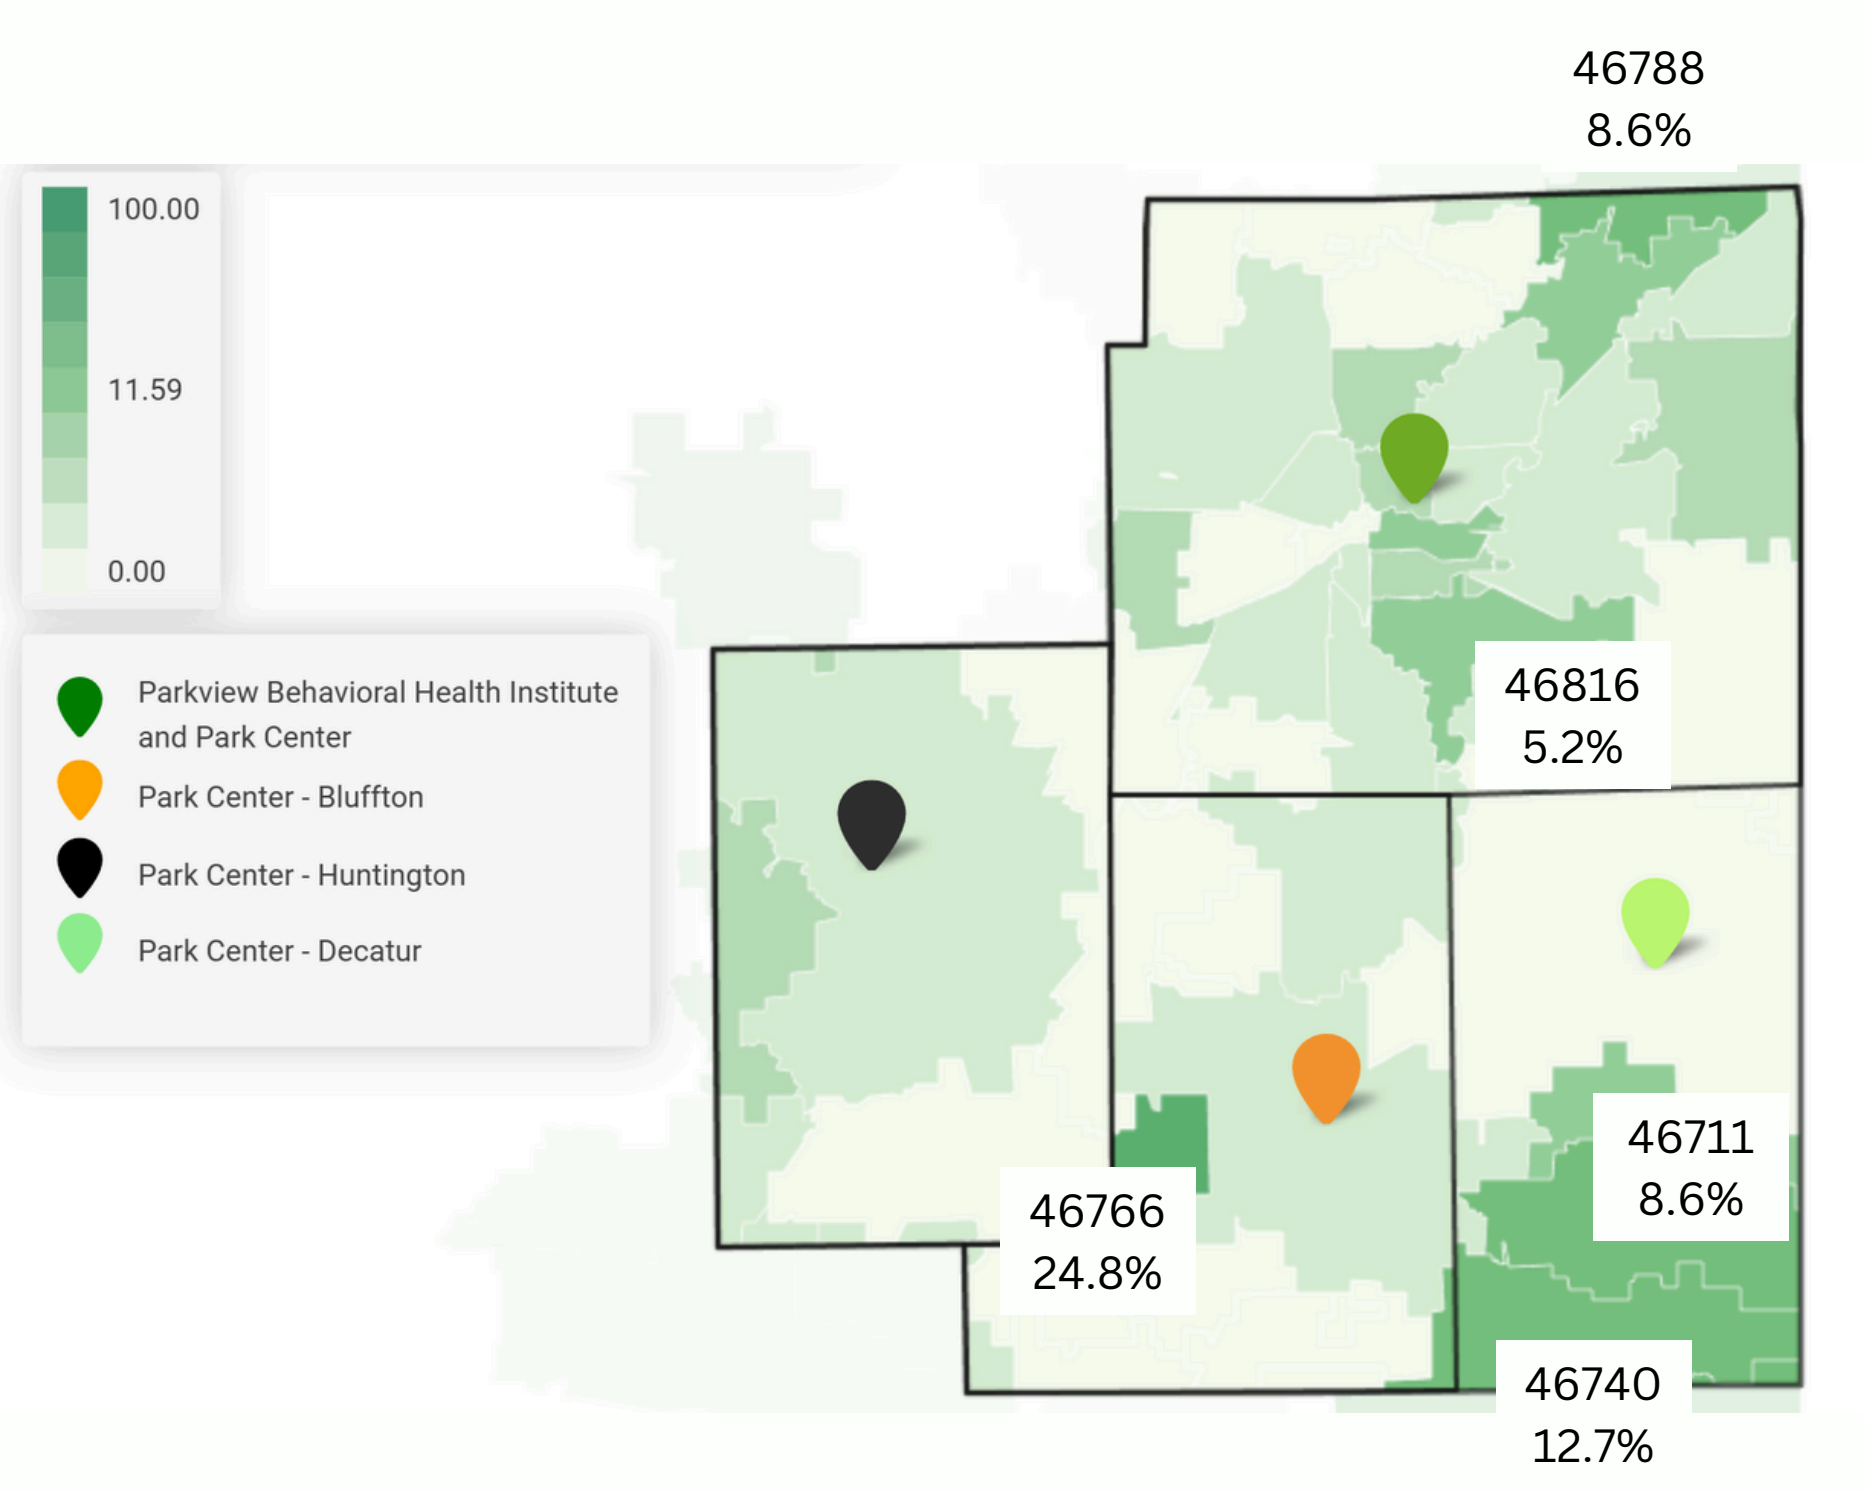 46788
8.6%
100.00
11.59
0.00
Parkview Behavioral Health Institute
and Park Center
Park Center - Bluffton
Park Center - Huntington
Park Center - Decatur
46816
5.2%
46711
8.6%
46766
24.8%
46740
12.7%